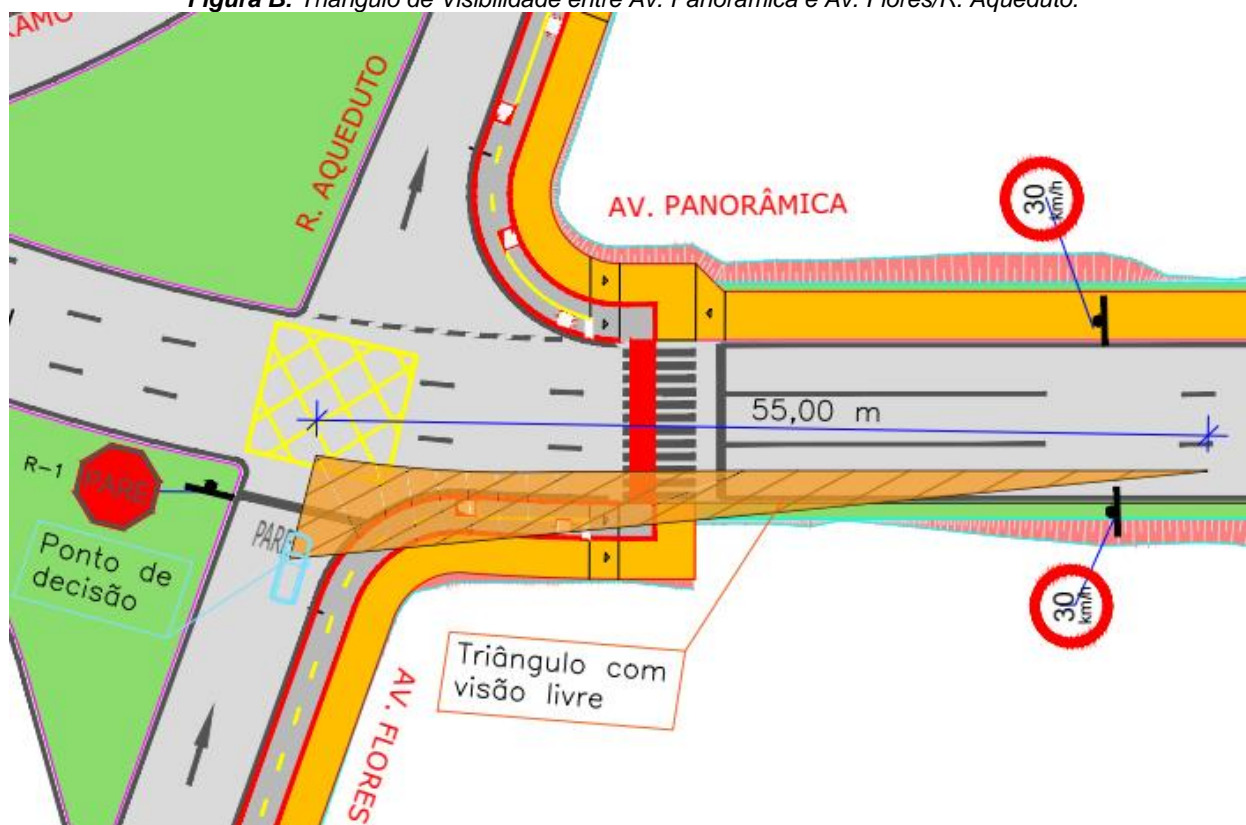 Figura B. Triângulo de Visibilidade entre Av. Panorâmica e Av. Flores/R. Aqueduto.
R. AQUEDUTO
AV. PANORÂMICA
30
km/h
55,00 m
R-1
PARE
PARE
Ponto de
decisão
30
km/h
Triângulo com
visão livre
AV. FLORES